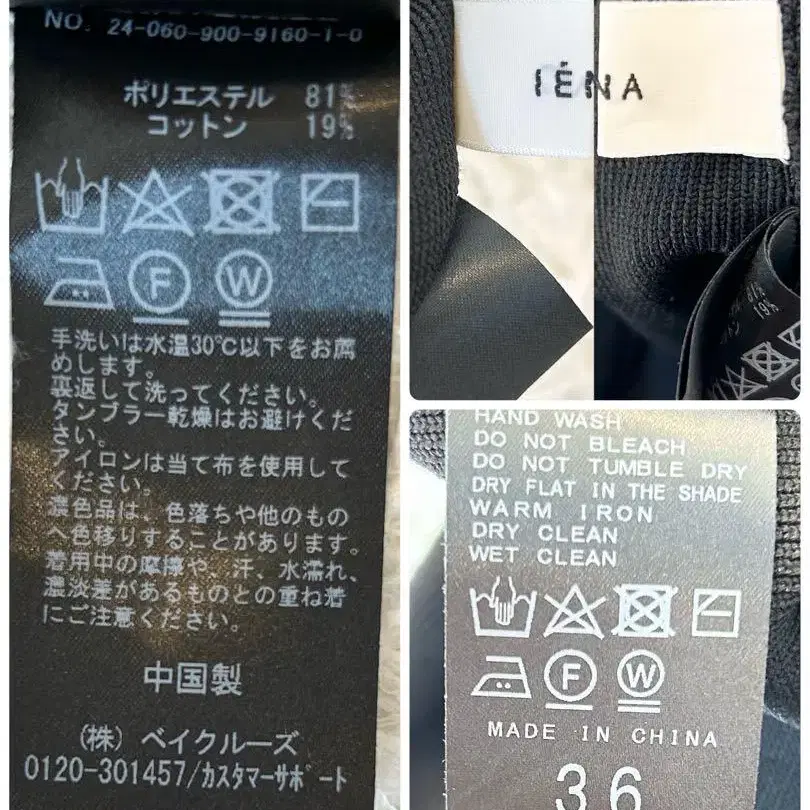 NO. 24-060-900-9160-1-0
ポリエステル 81%
コットン 19%
F W
手洗いは水温30℃以下をお薦
めします。
裏返して洗ってください。
タンブラー乾燥はお避けくだ
さい。
アイロンは当て布を使用して
ください。
濃色品は、色落ちや他のもの
へ色移りすることがあります。
着用中の摩擦や、汗、水濡れ、
濃淡差があるものとの重ね着
にご注意ください。
中国製
(株) ベイクルーズ
0120-301457/カスタマーサポート
IÉNA
81%
19%
HAND WASH
DO NOT BLEACH
DO NOT TUMBLE DRY
DRY FLAT IN THE SHADE
WARM IRON
DRY CLEAN
WET CLEAN
F W
MADE IN CHINA
36